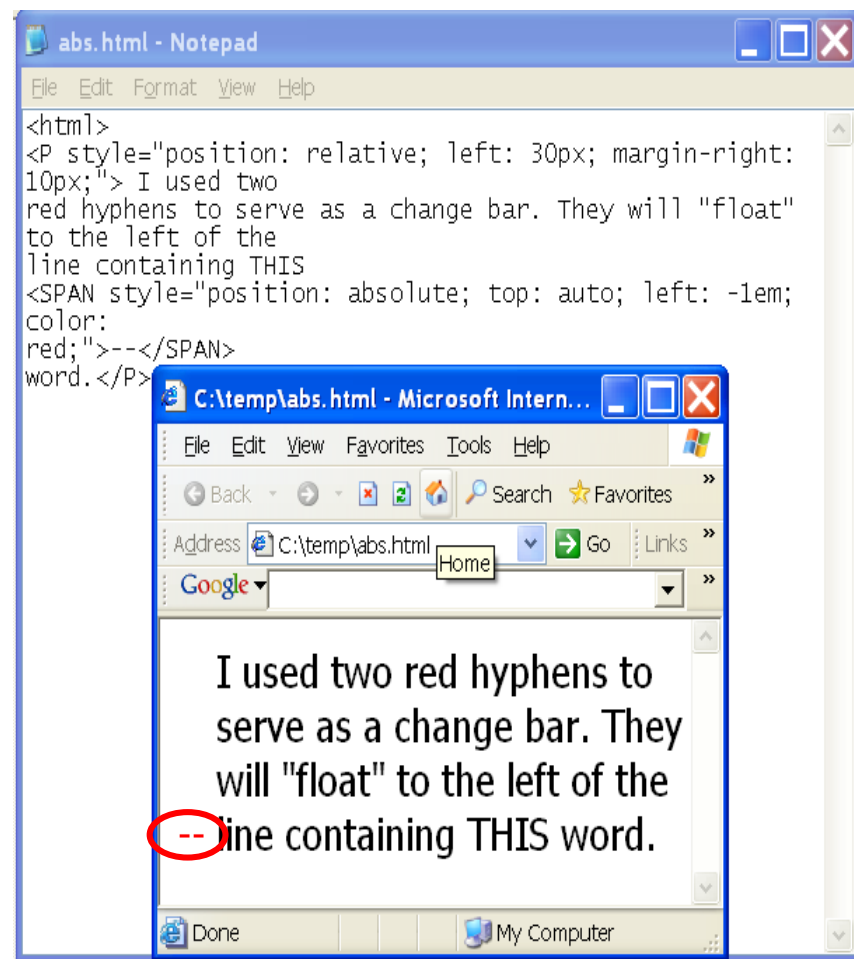 abs.html - Notepad
File Edit Format View Help
<html>
<P style="position: relative; left: 30px; margin-right:
10px;"> I used two
red hyphens to serve as a change bar. They will "float"
to the left of the
line containing THIS
<SPAN style="position: absolute; top: auto; left: -1em;
color:
red;">--</SPAN>
word.</P>
C:\temp\abs.html - Microsoft Intern...
File Edit View Favorites Tools Help
Back Search Favorites »
Address C:\temp\abs.html Go Links »
Home
Google »
I used two red hyphens to
serve as a change bar. They
will "float" to the left of the
-- line containing THIS word.
Done My Computer